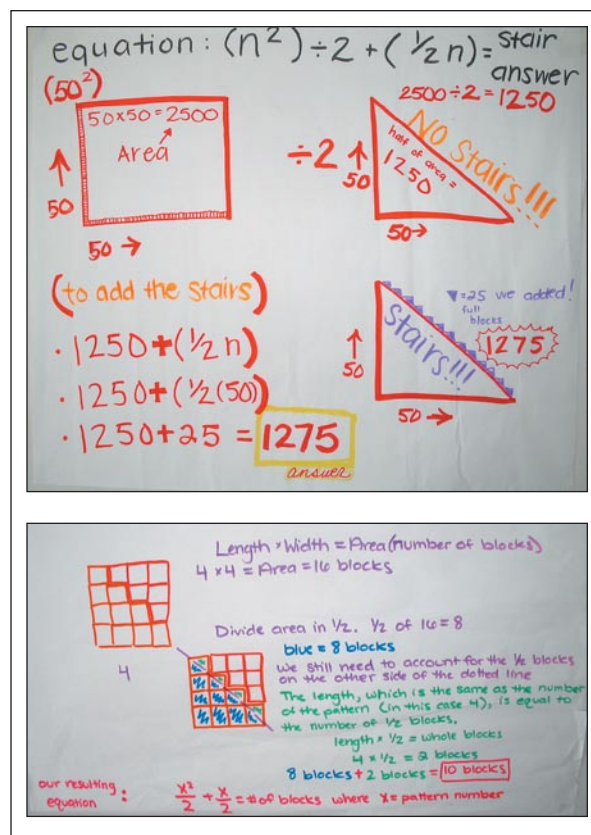 equation : (n²) ÷ 2 + (½ n) = stair answer
(50²)
50 x 50 = 2500
Area
50
50 →
2500 ÷ 2 = 1250
÷2
half of area =
1250
NO Stairs!!!
50
50 →
(to add the stairs)
· 1250 + (½ n)
· 1250 + (½ (50))
· 1250 + 25 = 1275
answer
= 25 we added!
full
blocks
1275
Stairs!!!
50
50 →
Length × Width = Area (number of blocks)
4 × 4 = Area = 16 blocks
4
Divide area in ½. ½ of 16 = 8
blue = 8 blocks
We still need to account for the ½ blocks
on the other side of the dotted line
The length, which is the same as the number
of the pattern (in this case 4), is equal to
the number of ½ blocks.
length × ½ = whole blocks
4 × ½ = 2 blocks
8 blocks + 2 blocks = 10 blocks
our resulting
equation : x²/2 + x/2 = # of blocks where x = pattern number